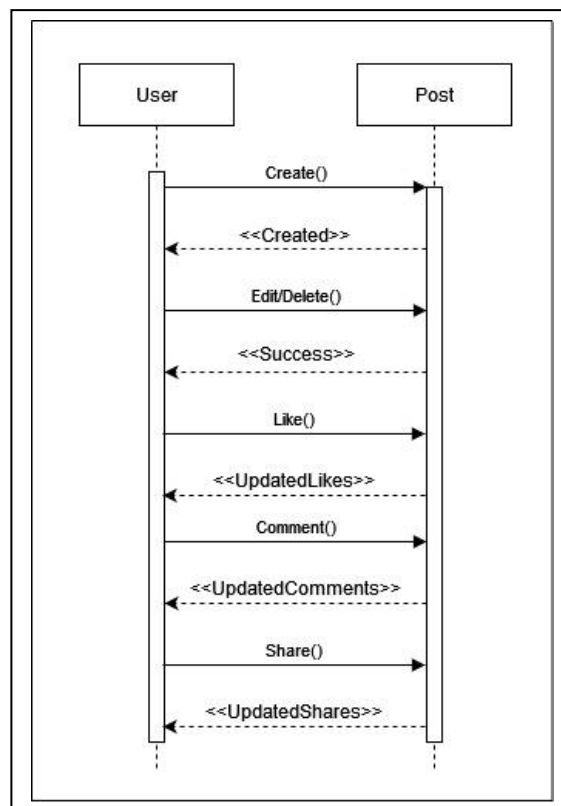 User Post
Create()
<<Created>>
Edit/Delete()
<<Success>>
Like()
<<UpdatedLikes>>
Comment()
<<UpdatedComments>>
Share()
<<UpdatedShares>>